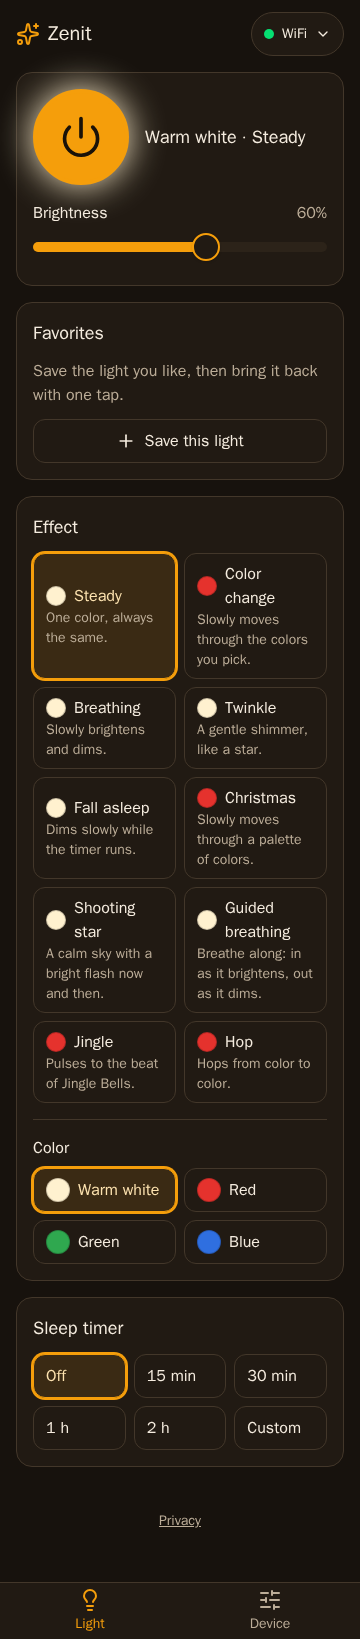 Zenit
WiFi
Warm white · Steady
Brightness
60%
Favorites
Save the light you like, then bring it back
with one tap.
Save this light
Effect
Steady
One color, always
the same.
Color
change
Slowly moves
through the colors
you pick.
Breathing
Slowly brightens
and dims.
Twinkle
A gentle shimmer,
like a star.
Fall asleep
Dims slowly while
the timer runs.
Christmas
Slowly moves
through a palette
of colors.
Shooting
star
A calm sky with a
bright flash now
and then.
Guided
breathing
Breathe along: in
as it brightens, out
as it dims.
Jingle
Pulses to the beat
of Jingle Bells.
Hop
Hops from color to
color.
Color
Warm white
Red
Green
Blue
Sleep timer
Off
15 min
30 min
1 h
2 h
Custom
Privacy
Light
Device